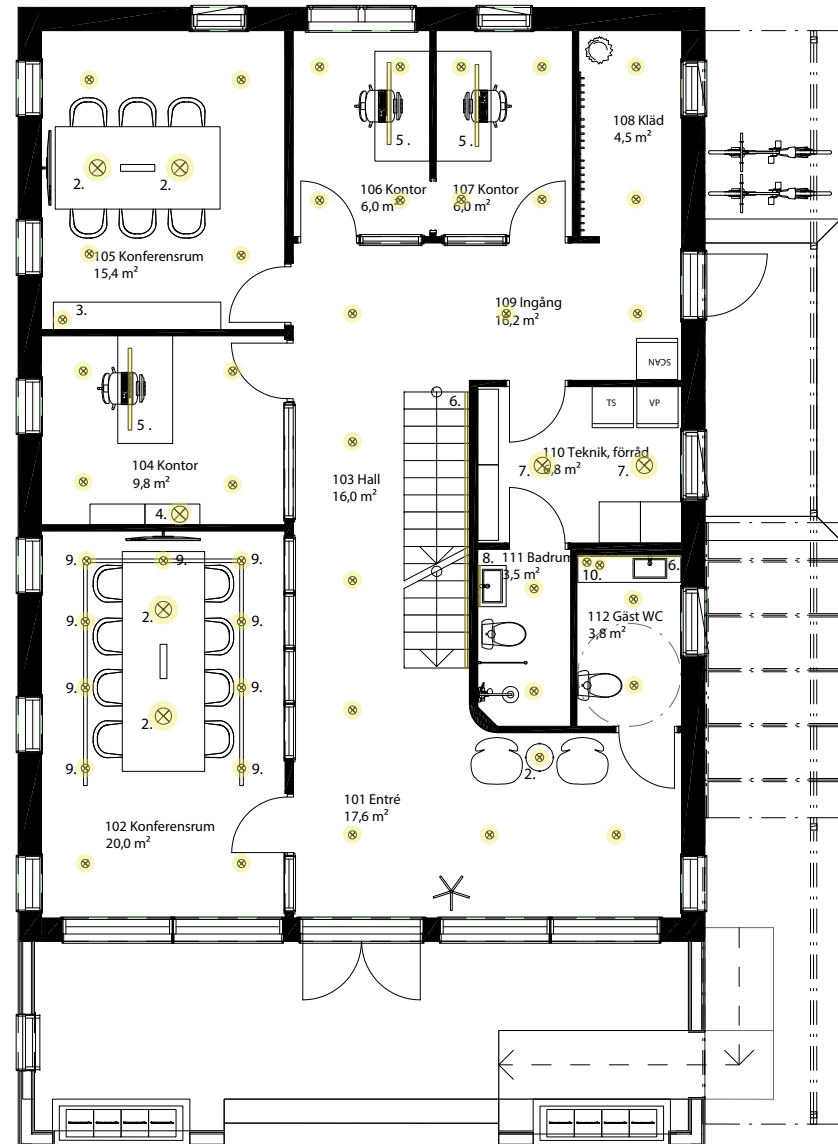 108 Kläd
4,5 m²
5 .
5 .
2.
2.
106 Kontor
6,0 m²
107 Kontor
6,0 m²
105 Konferensrum
15,4 m²
3.
109 Ingång
16,2 m²
SCAN
5 .
6.
TS
VP
104 Kontor
9,8 m²
103 Hall
16,0 m²
110 Teknik, förråd
6,8 m²
7.
7.
4.
9.
9.
9.
8.
111 Badrum
3,5 m²
10.
6.
2.
9.
9.
112 Gäst WC
3,8 m²
9.
9.
2.
9.
9.
2.
101 Entré
17,6 m²
102 Konferensrum
20,0 m²